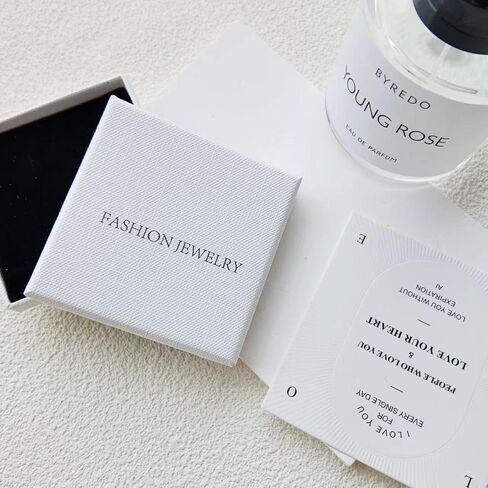 FASHION JEWELRY
BYREDO
YOUNG ROSE
EAU DE PARFUM
L
O
I LOVE YOU
FOR
EVERY SINGLE DAY
PEOPLE WHO LOVE YOU
&
LOVE YOUR HEART
LOVE YOU WITHOUT
EXPIRATION
AI
E